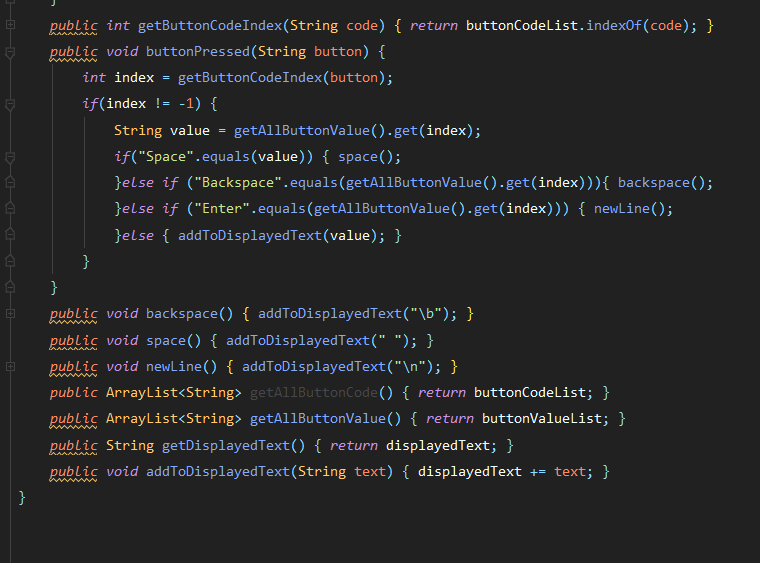 }
public int getButtonCodeIndex(String code) { return buttonCodeList.indexOf(code); }
public void buttonPressed(String button) {
int index = getButtonCodeIndex(button);
if(index != -1) {
String value = getAllButtonValue().get(index);
if("Space".equals(value)) { space();
}else if ("Backspace".equals(getAllButtonValue().get(index))){ backspace();
}else if ("Enter".equals(getAllButtonValue().get(index))) { newLine();
}else { addToDisplayedText(value); }
}
}
public void backspace() { addToDisplayedText("\b"); }
public void space() { addToDisplayedText(" "); }
public void newLine() { addToDisplayedText("\n"); }
public ArrayList<String> getAllButtonCode() { return buttonCodeList; }
public ArrayList<String> getAllButtonValue() { return buttonValueList; }
public String getDisplayedText() { return displayedText; }
public void addToDisplayedText(String text) { displayedText += text; }
}